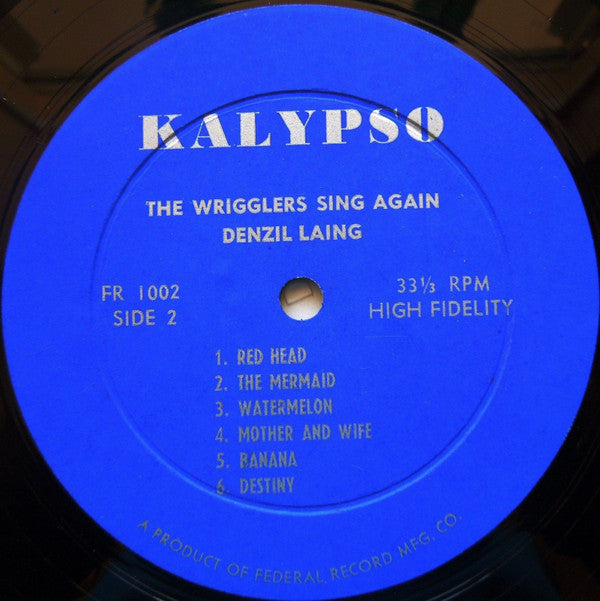 KALYPSO
THE WRIGGLERS SING AGAIN
DENZIL LAING
FR 1002
SIDE 2
33⅓ RPM
HIGH FIDELITY
1. RED HEAD
2. THE MERMAID
3. WATERMELON
4. MOTHER AND WIFE
5. BANANA
6. DESTINY
A PRODUCT OF FEDERAL RECORD MFG. CO.